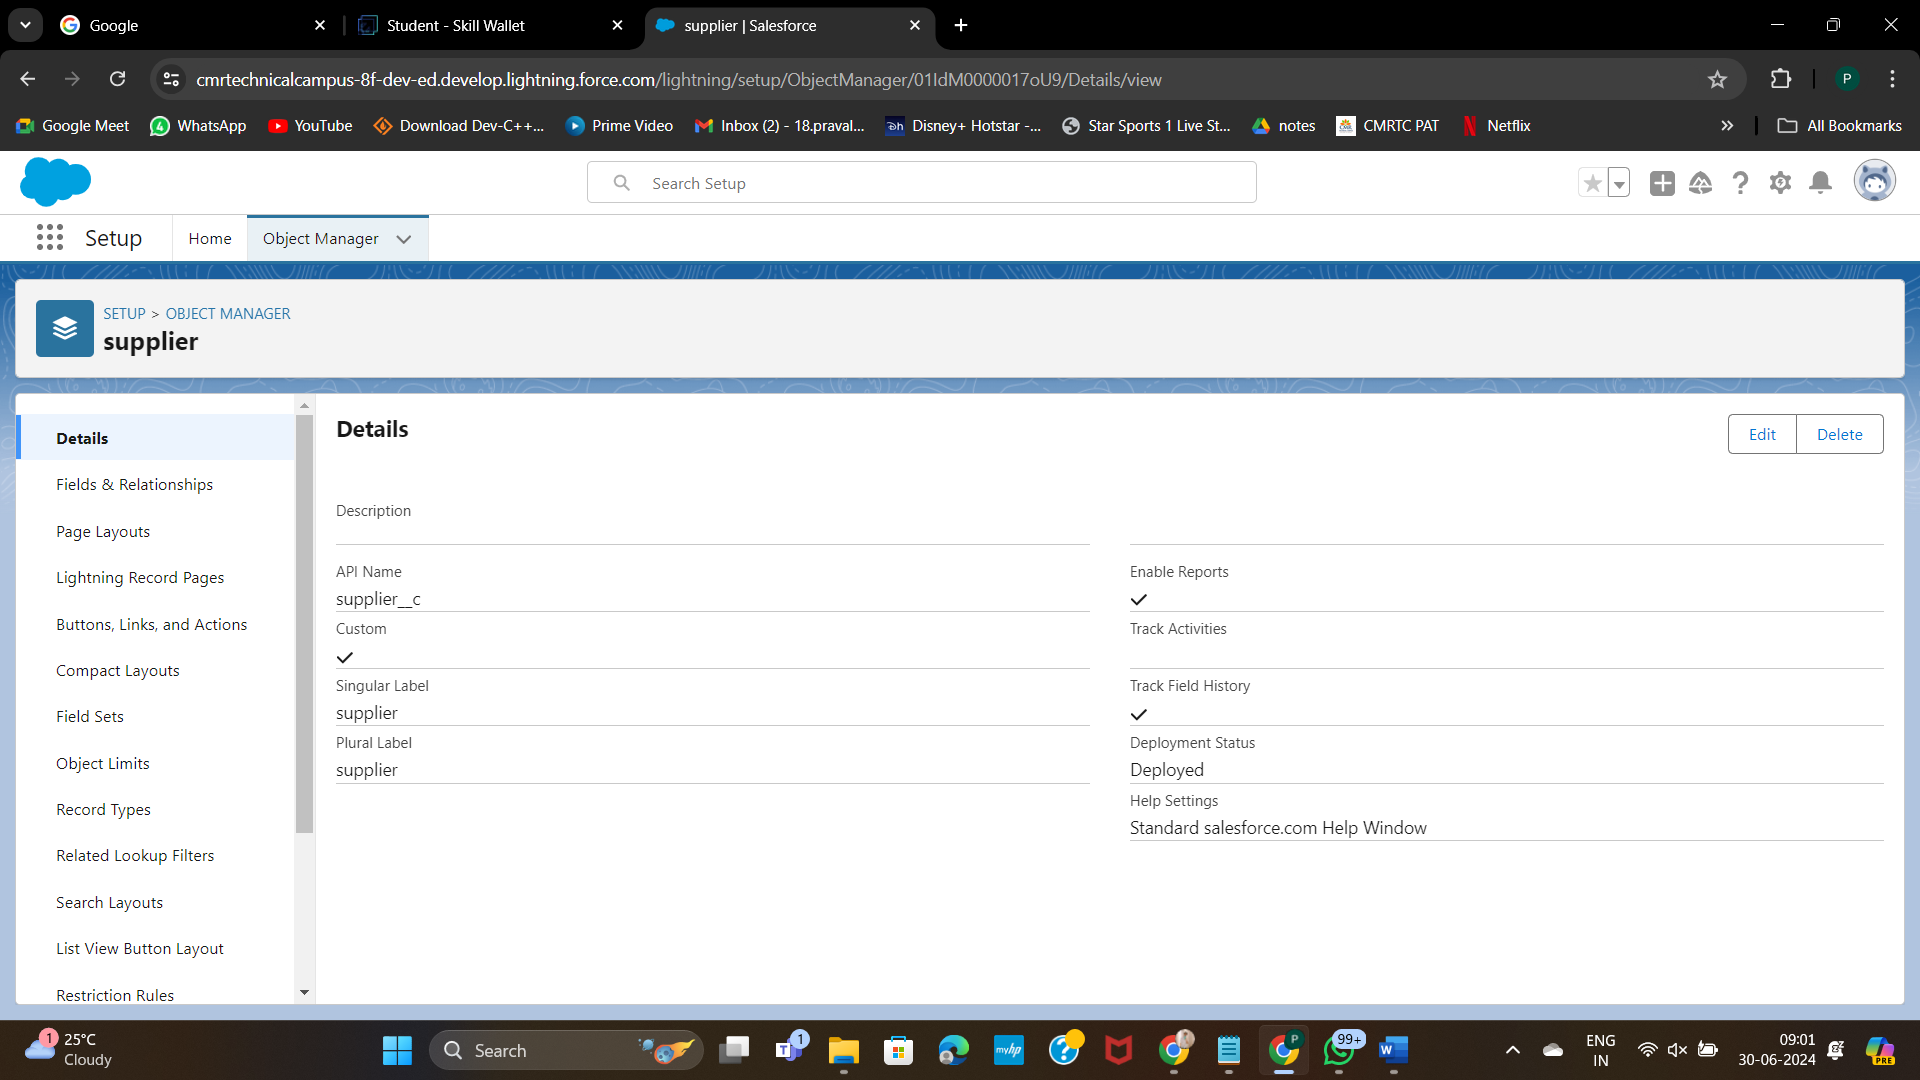 Google
Student - Skill Wallet
supplier | Salesforce
cmrtechnicalcampus-8f-dev-ed.develop.lightning.force.com/lightning/setup/ObjectManager/01IdM0000017oU9/Details/view
P
Google Meet
4
WhatsApp
YouTube
Download Dev-C++...
Prime Video
Inbox (2) - 18.praval...
Disney+ Hotstar -...
Star Sports 1 Live St...
notes
CMRTC PAT
Netflix
All Bookmarks
Search Setup
Setup
Home
Object Manager
SETUP > OBJECT MANAGER
supplier
Details
Fields & Relationships
Page Layouts
Lightning Record Pages
Buttons, Links, and Actions
Compact Layouts
Field Sets
Object Limits
Record Types
Related Lookup Filters
Search Layouts
List View Button Layout
Restriction Rules
Details
Edit
Delete
Description
API Name
supplier__c
Custom
Singular Label
supplier
Plural Label
supplier
Enable Reports
Track Activities
Track Field History
Deployment Status
Deployed
Help Settings
Standard salesforce.com Help Window
1
25°C
Cloudy
Search
1
myhp
P
99+
ENG
IN
09:01
30-06-2024
PRE